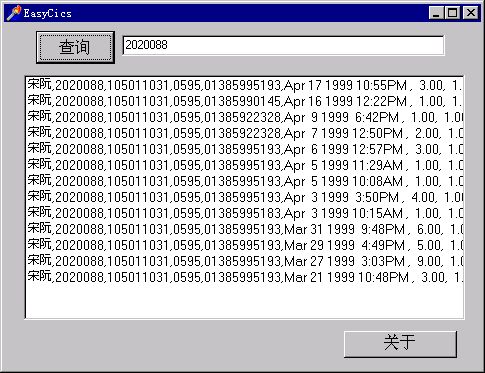 EasyCics
查询 2020088
宋阮,2020088,105011031,0595,01385995193,Apr 17 1999 10:55PM, 3.00, 1.
宋阮,2020088,105011031,0595,01385990145,Apr 16 1999 12:22PM, 1.00, 1.
宋阮,2020088,105011031,0595,01385922328,Apr 9 1999 6:42PM, 1.00, 1.00
宋阮,2020088,105011031,0595,01385922328,Apr 7 1999 12:50PM, 2.00, 1.0
宋阮,2020088,105011031,0595,01385995193,Apr 6 1999 12:57PM, 3.00, 1.0
宋阮,2020088,105011031,0595,01385995193,Apr 5 1999 11:29AM, 1.00, 1.0
宋阮,2020088,105011031,0595,01385995193,Apr 5 1999 10:08AM, 1.00, 1.0
宋阮,2020088,105011031,0595,01385995193,Apr 3 1999 3:50PM, 4.00, 1.00
宋阮,2020088,105011031,0595,01385995183,Apr 3 1999 10:15AM, 1.00, 1.0
宋阮,2020088,105011031,0595,01385995193,Mar 31 1999 9:48PM, 6.00, 1.0
宋阮,2020088,105011031,0595,01385995193,Mar 29 1999 4:49PM, 5.00, 1.0
宋阮,2020088,105011031,0595,01385995193,Mar 27 1999 3:03PM, 9.00, 1.0
宋阮,2020088,105011031,0595,01385995193,Mar 21 1999 10:48PM, 3.00, 1.
关于